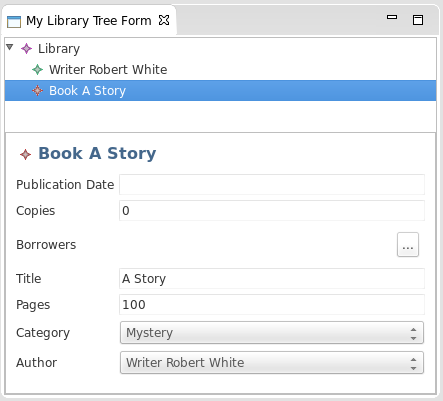 My Library Tree Form
Library
Writer Robert White
Book A Story
Book A Story
Publication Date
Copies 0
Borrowers ...
Title A Story
Pages 100
Category Mystery
Author Writer Robert White